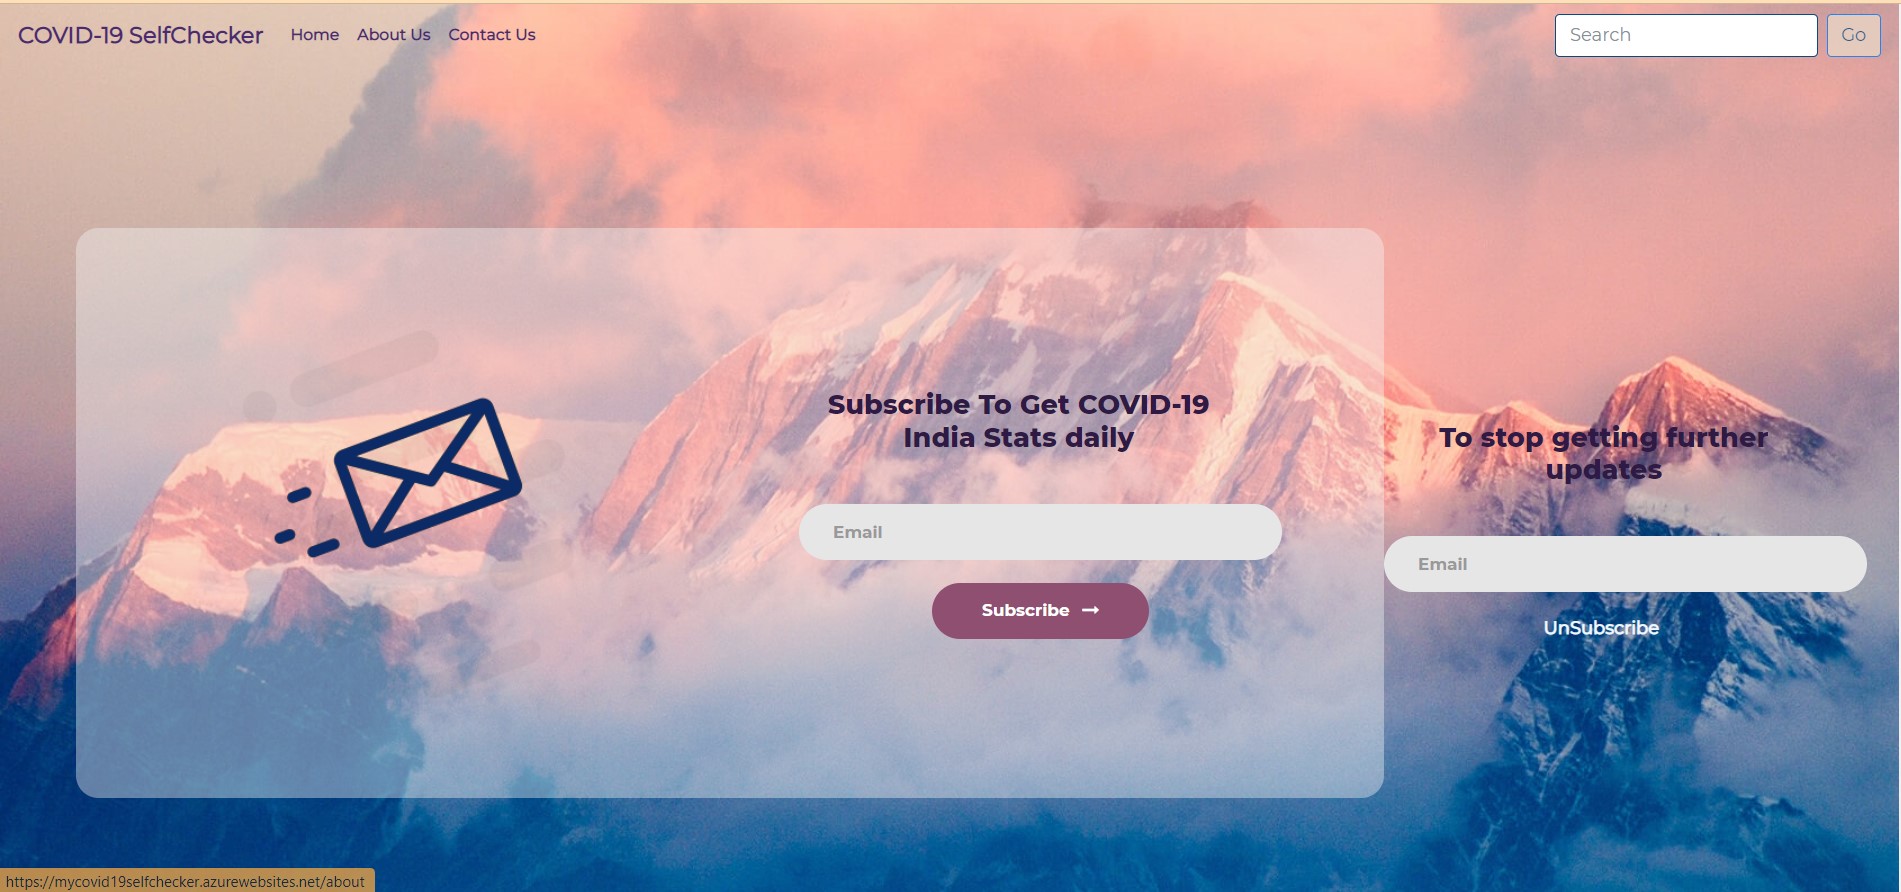 COVID-19 SelfChecker Home About Us Contact Us Search Go
Subscribe To Get COVID-19
India Stats daily
Email
Subscribe
To stop getting further
updates
Email
UnSubscribe
https://mycovid19selfchecker.azurewebsites.net/about